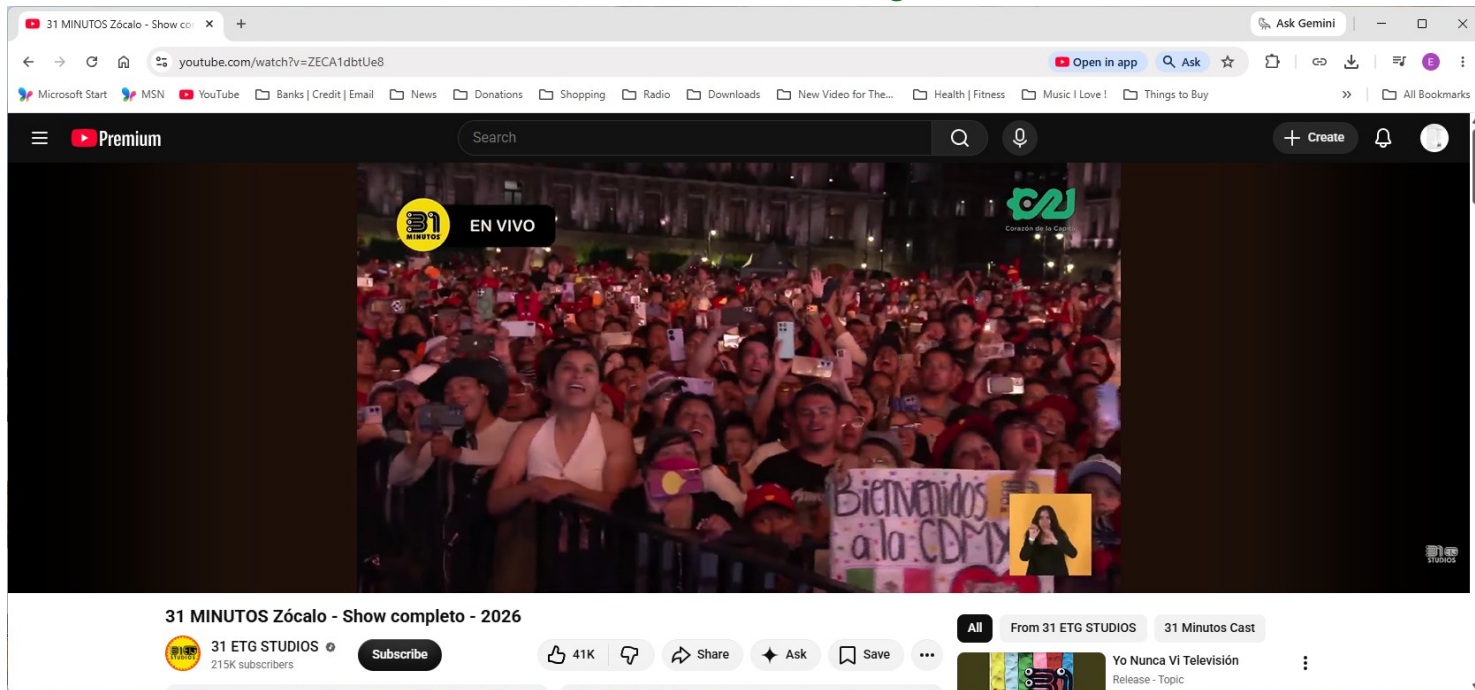 31 MINUTOS Zócalo - Show co
Ask Gemini
youtube.com/watch?v=ZECA1dbtUe8
Open in app
Ask
E
Microsoft Start
MSN
YouTube
Banks | Credit | Email
News
Donations
Shopping
Radio
Downloads
New Video for The...
Health | Fitness
Music I Love !
Things to Buy
All Bookmarks
Premium
Search
Create
31
MINUTOS
EN VIVO
Corazón de la Capital
Bienvenidos
a la CDMX
31
STUDIOS
31 MINUTOS Zócalo - Show completo - 2026
31 ETG STUDIOS
215K subscribers
Subscribe
41K
Share
Ask
Save
All
From 31 ETG STUDIOS
31 Minutos Cast
Yo Nunca Vi Televisión
Release - Topic